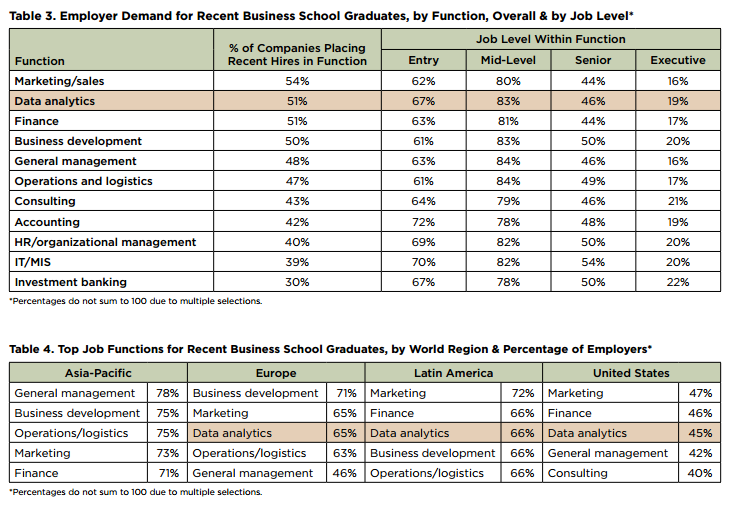 Table 3. Employer Demand for Recent Business School Graduates, by Function, Overall & by Job Level*
Function % of Companies Placing Recent Hires in Function Job Level Within Function
Entry Mid-Level Senior Executive
Marketing/sales 54% 62% 80% 44% 16%
Data analytics 51% 67% 83% 46% 19%
Finance 51% 63% 81% 44% 17%
Business development 50% 61% 83% 50% 20%
General management 48% 63% 84% 46% 16%
Operations and logistics 47% 61% 84% 49% 17%
Consulting 43% 64% 79% 46% 21%
Accounting 42% 72% 78% 48% 19%
HR/organizational management 40% 69% 82% 50% 20%
IT/MIS 39% 70% 82% 54% 20%
Investment banking 30% 67% 78% 50% 22%
*Percentages do not sum to 100 due to multiple selections.
Table 4. Top Job Functions for Recent Business School Graduates, by World Region & Percentage of Employers*
Asia-Pacific Europe Latin America United States
General management 78% Business development 71% Marketing 72% Marketing 47%
Business development 75% Marketing 65% Finance 66% Finance 46%
Operations/logistics 75% Data analytics 65% Data analytics 66% Data analytics 45%
Marketing 73% Operations/logistics 63% Business development 66% General management 42%
Finance 71% General management 46% Operations/logistics 66% Consulting 40%
*Percentages do not sum to 100 due to multiple selections.